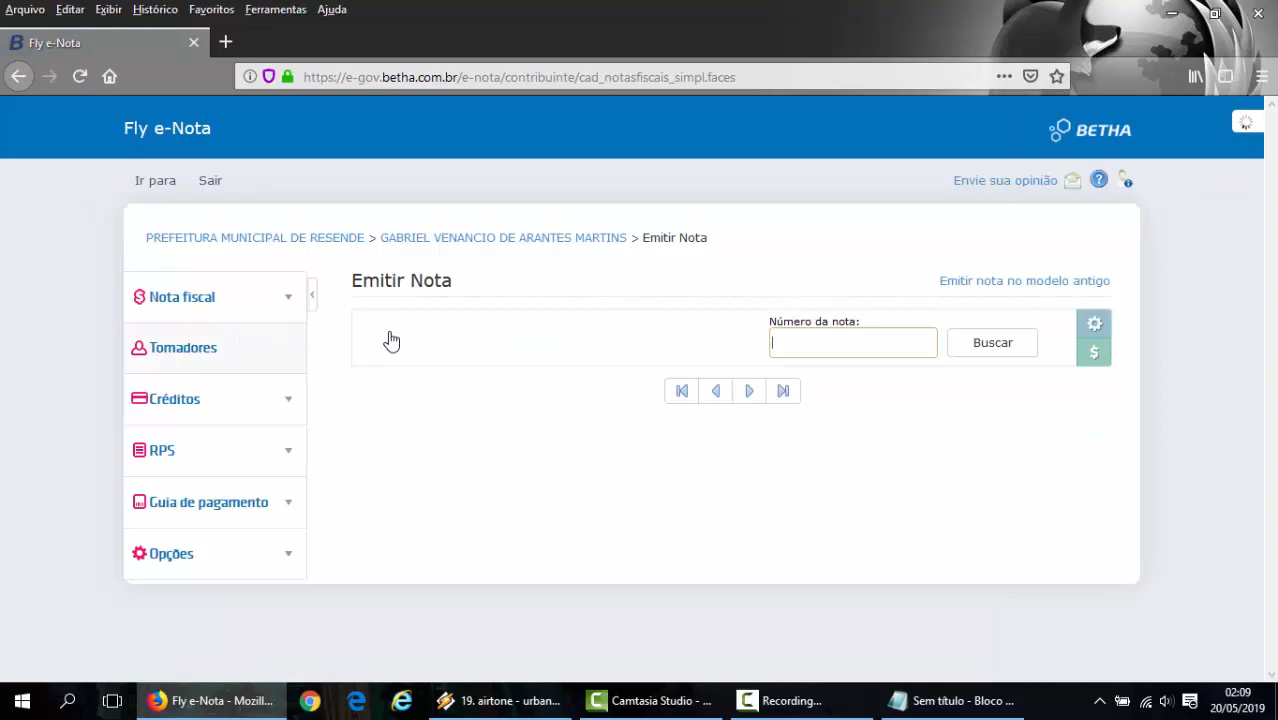 Arquivo Editar Exibir Histórico Favoritos Ferramentas Ajuda
B Fly e-Nota
https://e-gov.betha.com.br/e-nota/contribuinte/cad_notasfiscais_simpl.faces
Fly e-Nota
BETHA
Ir para Sair
Envie sua opinião
PREFEITURA MUNICIPAL DE RESENDE > GABRIEL VENANCIO DE ARANTES MARTINS > Emitir Nota
Nota fiscal
Tomadores
Créditos
RPS
Guia de pagamento
Opções
Emitir Nota
Emitir nota no modelo antigo
Número da nota:
Buscar
Fly e-Nota - Mozill...
19. airtone - urban...
Camtasia Studio - ...
Recording...
Sem título - Bloco ...
02:09
20/05/2019